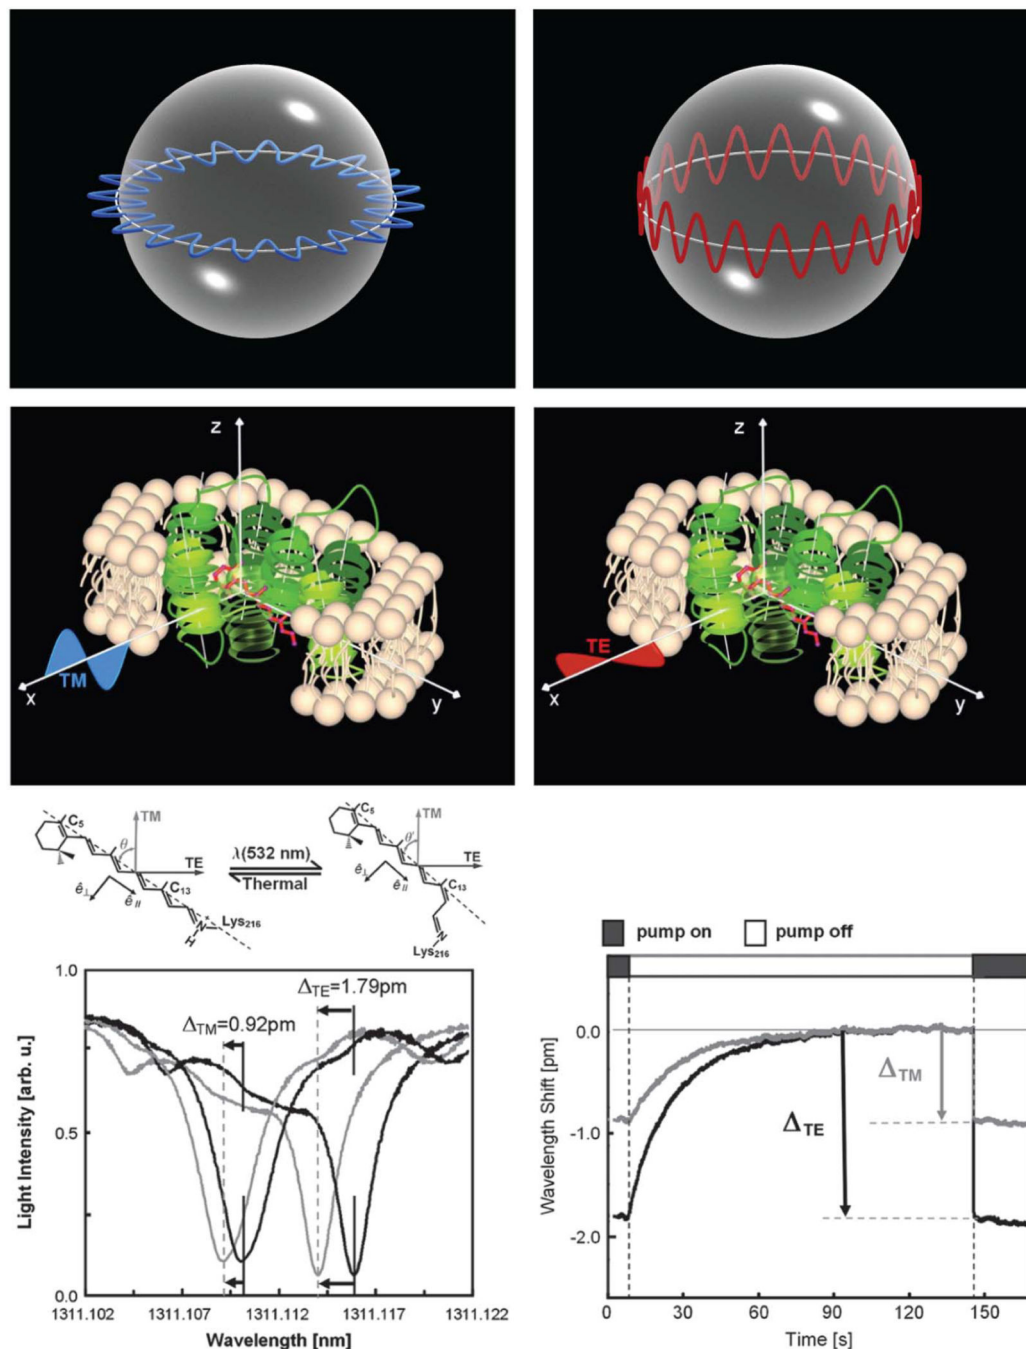 z
TM
x
y
z
TE
x
y
C5
TM
θ
TE
ê⊥
ê//
C13
N
H
+
Lys216
λ(532 nm)
Thermal
C5
TM
θ'
TE
ê⊥
ê//
C13
N
Lys216
pump on
pump off
1.0
0.5
0.0
ΔTE=1.79pm
ΔTM=0.92pm
Light Intensity [arb. u.]
1311.102 1311.107 1311.112 1311.117 1311.122
Wavelength [nm]
0.0
-1.0
-2.0
ΔTM
ΔTE
Wavelength Shift [pm]
0 30 60 90 120 150
Time [s]